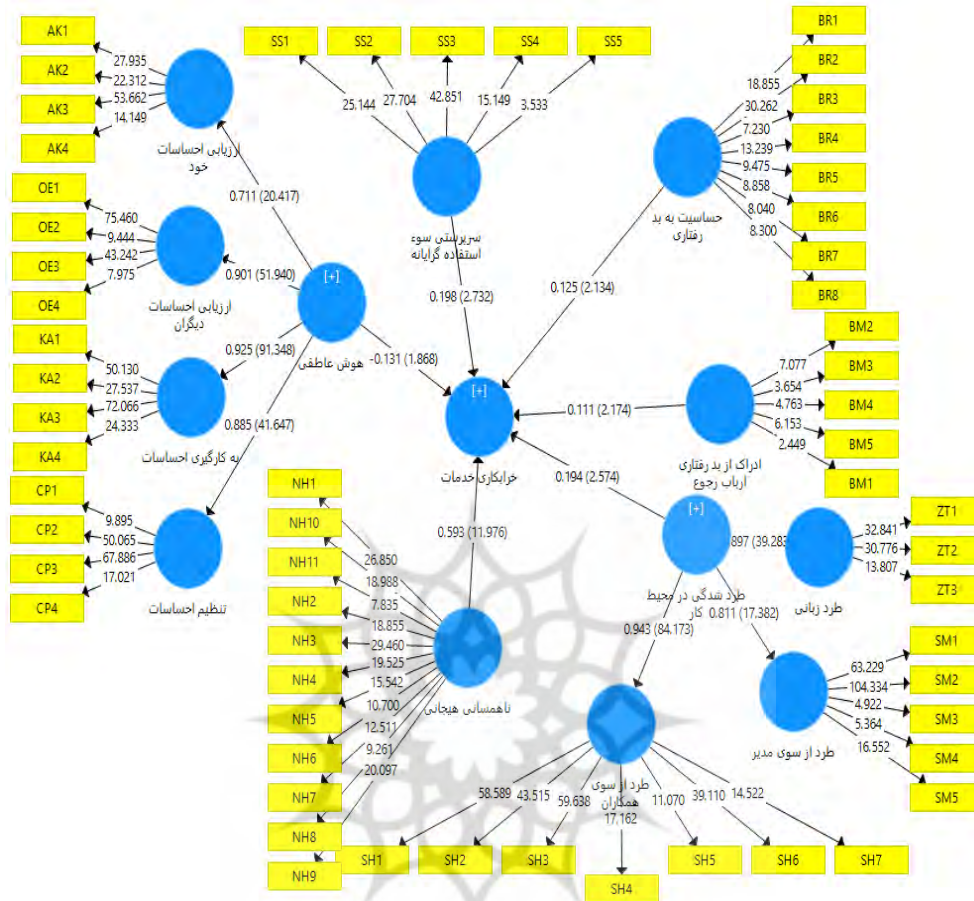 AK1
AK2
AK3
AK4
27.935
22.312
53.662
14.149
ارزیابی احساسات
خود
SS1
SS2
SS3
SS4
SS5
25.144
27.704
42.851
15.149
3.533
سرپرستی سوء
استفاده گرایانه
BR1
BR2
BR3
BR4
BR5
BR6
BR7
BR8
18.855
30.262
7.230
13.239
9.475
8.858
8.040
8.300
حساسیت به بد
رفتاری
OE1
OE2
OE3
OE4
75.460
9.444
43.242
7.975
ارزیابی احساسات
دیگران
0.711 (20.417)
0.901 (51.940)
0.925 (91.348)
0.885 (41.647)
[+]
هوش عاطفی
-0.131 (1.868)
0.198 (2.732)
0.125 (2.134)
0.111 (2.174)
0.194 (2.574)
0.593 (11.976)
[+]
خرابکاری خدمات
KA1
KA2
KA3
KA4
50.130
27.537
72.066
24.333
به کارگیری احساسات
BM2
BM3
BM4
BM5
BM1
7.077
3.654
4.763
6.153
2.449
ادراک از بد رفتاری
ارباب رجوع
CP1
CP2
CP3
CP4
9.895
50.065
67.886
17.021
تنظیم احساسات
NH1
NH10
NH11
NH2
NH3
NH4
NH5
NH6
NH7
NH8
NH9
26.850
18.988
7.835
18.855
29.460
19.525
15.542
10.700
12.511
9.261
20.097
ناهمسانی هیجانی
[+]
طرد شدگی در محیط
کار
897 (39.283
0.811 (17.382)
0.943 (84.173)
ZT1
ZT2
ZT3
32.841
30.776
13.807
طرد زبانی
SM1
SM2
SM3
SM4
SM5
63.229
104.334
4.922
5.364
16.552
طرد از سوی مدیر
طرد از سوی
همکاران
58.589
43.515
59.638
17.162
11.070
39.110
14.522
SH1
SH2
SH3
SH4
SH5
SH6
SH7